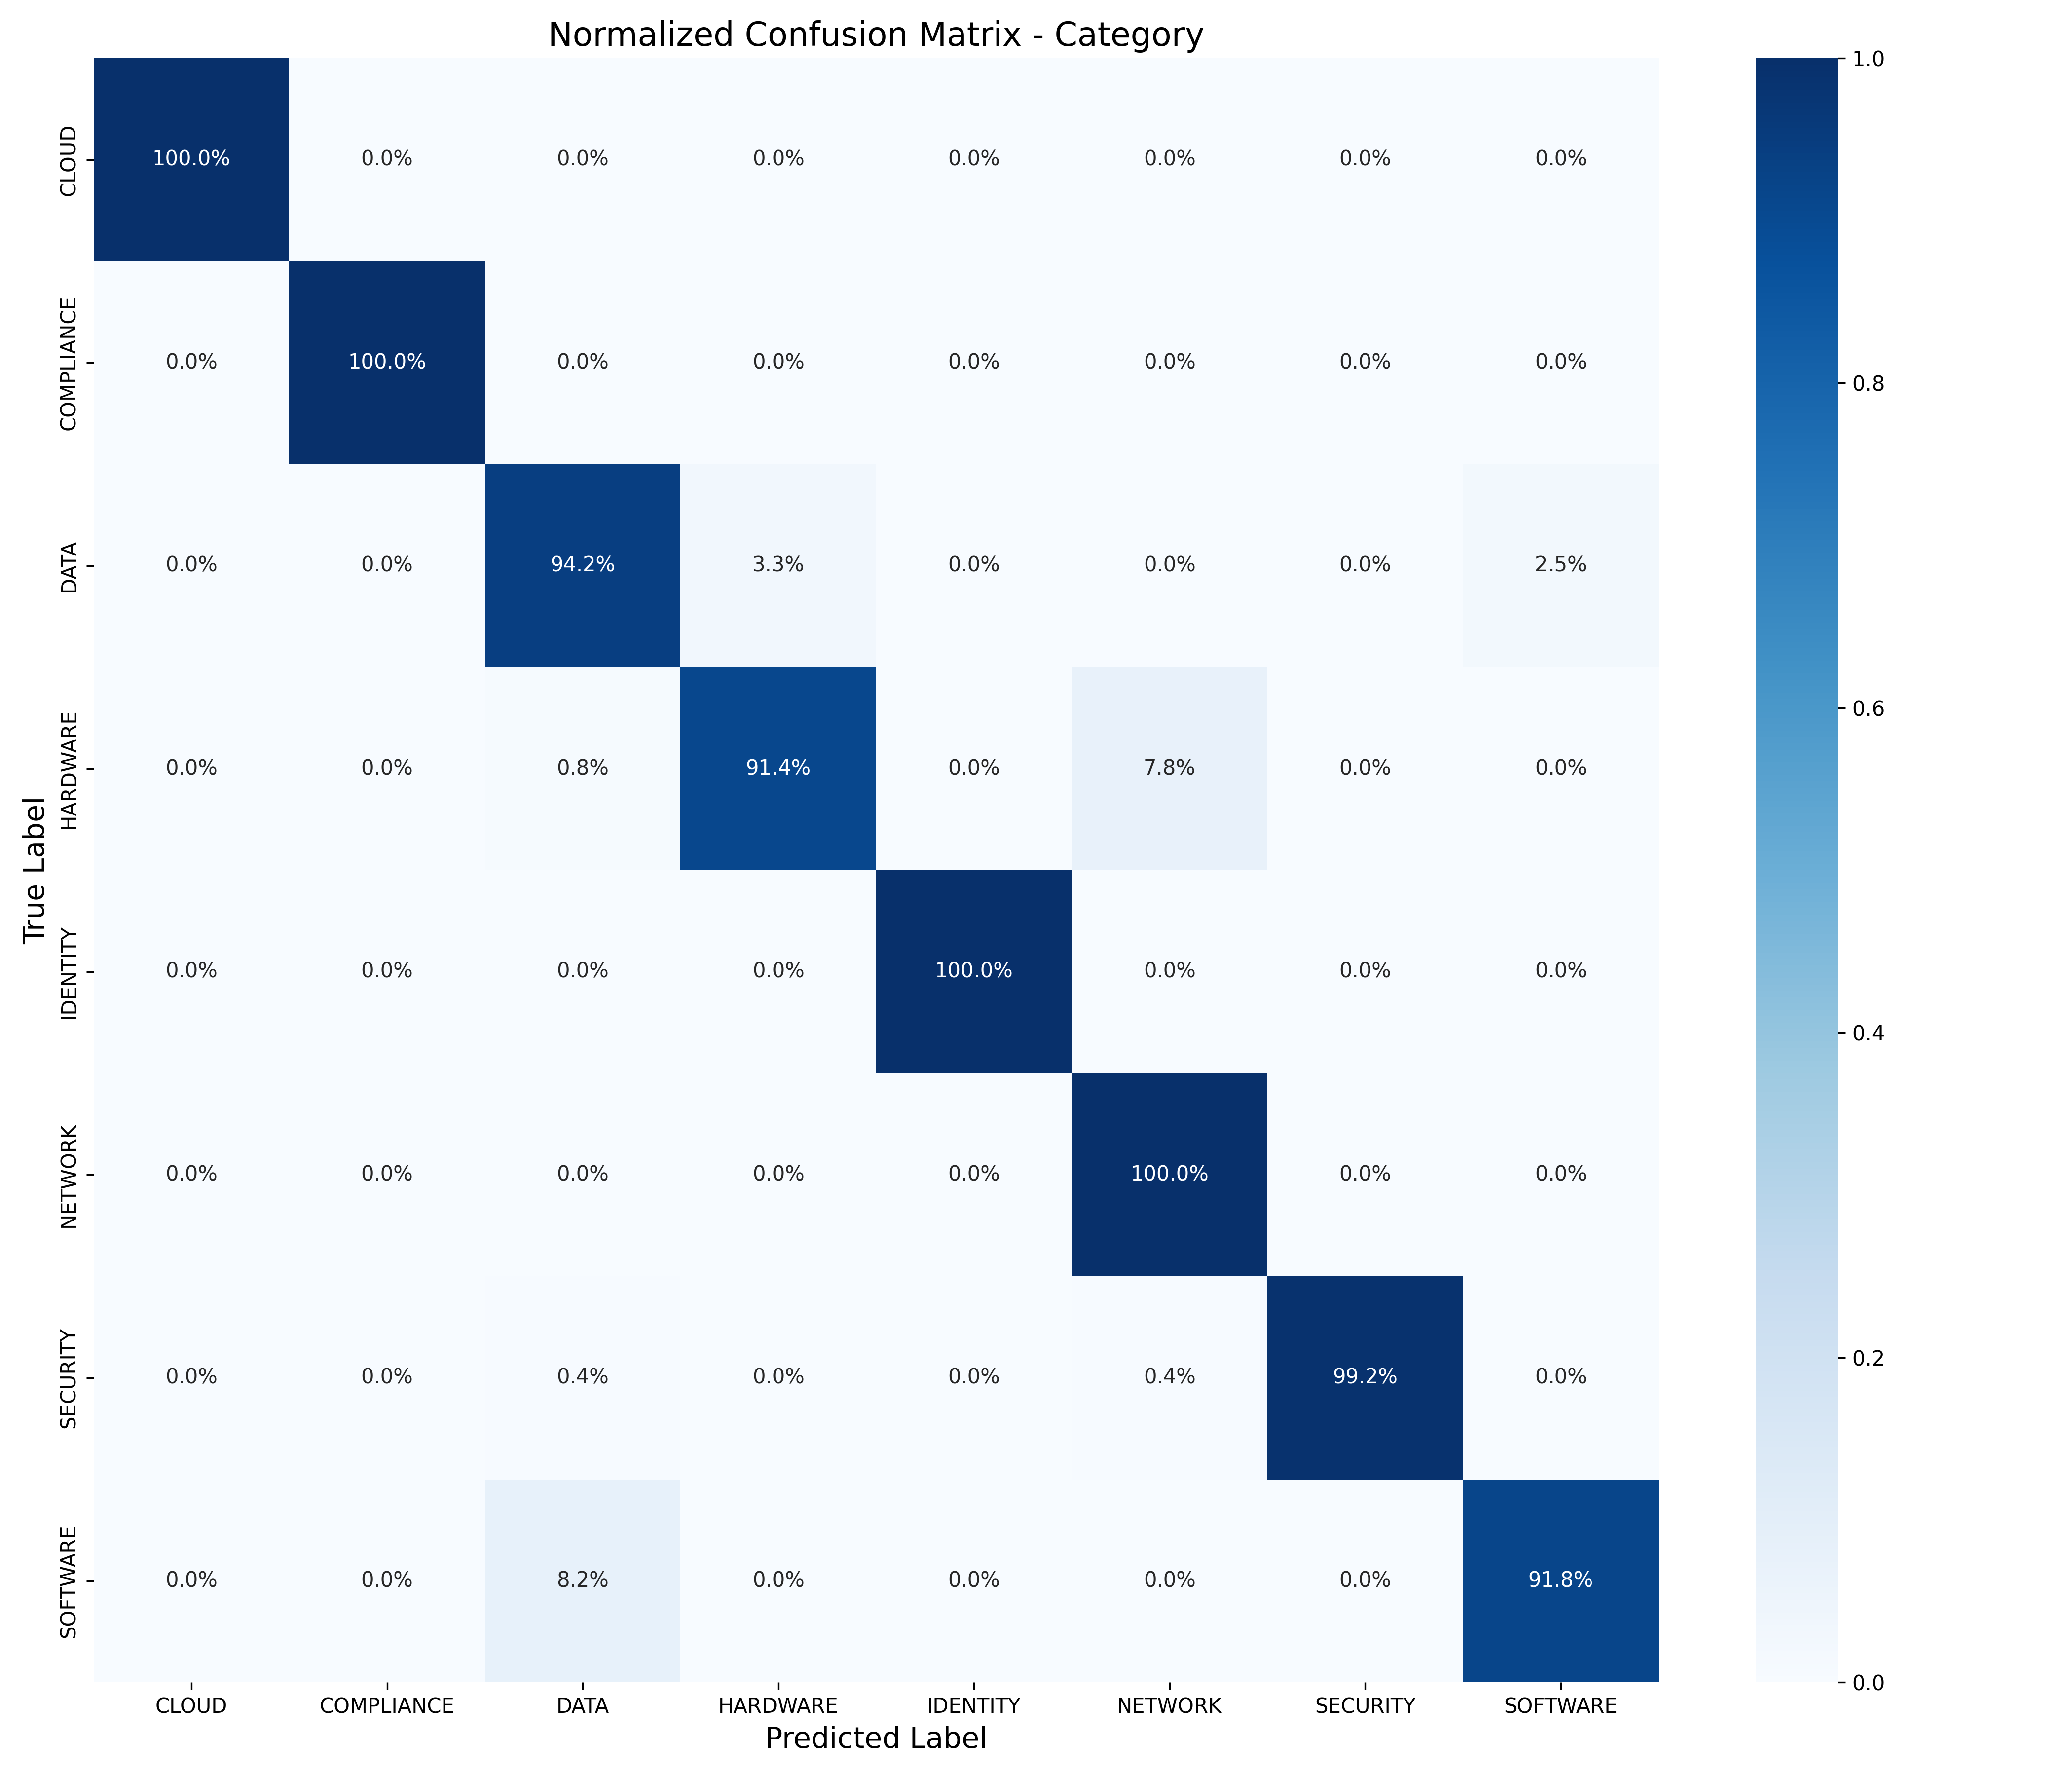 Normalized Confusion Matrix - Category
True Label
CLOUD 100.0% 0.0% 0.0% 0.0% 0.0% 0.0% 0.0% 0.0%
COMPLIANCE 0.0% 100.0% 0.0% 0.0% 0.0% 0.0% 0.0% 0.0%
DATA 0.0% 0.0% 94.2% 3.3% 0.0% 0.0% 0.0% 2.5%
HARDWARE 0.0% 0.0% 0.8% 91.4% 0.0% 7.8% 0.0% 0.0%
IDENTITY 0.0% 0.0% 0.0% 0.0% 100.0% 0.0% 0.0% 0.0%
NETWORK 0.0% 0.0% 0.0% 0.0% 0.0% 100.0% 0.0% 0.0%
SECURITY 0.0% 0.0% 0.4% 0.0% 0.0% 0.4% 99.2% 0.0%
SOFTWARE 0.0% 0.0% 8.2% 0.0% 0.0% 0.0% 0.0% 91.8%
CLOUD COMPLIANCE DATA HARDWARE IDENTITY NETWORK SECURITY SOFTWARE
Predicted Label
1.0
0.8
0.6
0.4
0.2
0.0